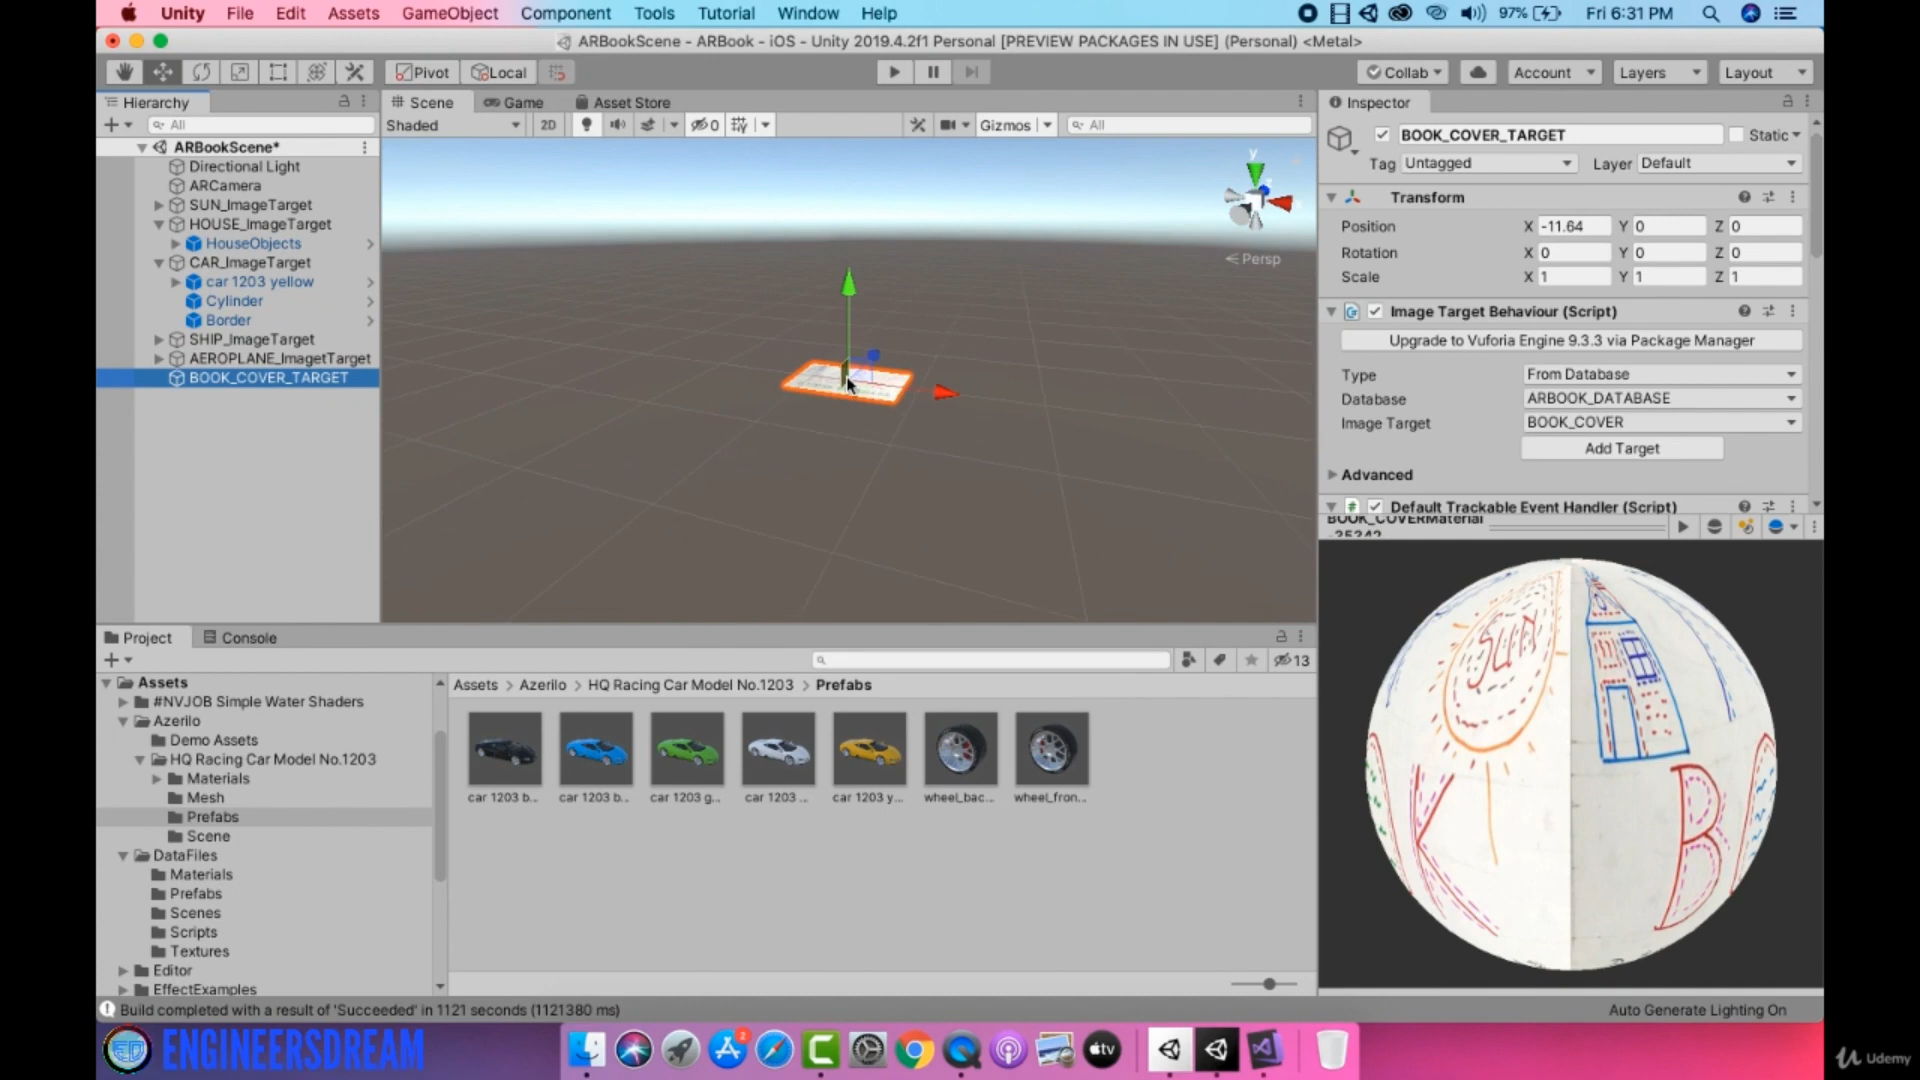 Unity File Edit Assets GameObject Component Tools Tutorial Window Help 97% Fri 6:31 PM
ARBookScene - ARBook - iOS - Unity 2019.4.2f1 Personal [PREVIEW PACKAGES IN USE] (Personal) <Metal>
Pivot Local Collab Account Layers Layout
Hierarchy Scene Game Asset Store Inspector
All Shaded 2D 0 Gizmos All
BOOK_COVER_TARGET Static
Tag Untagged Layer Default
ARBookScene*
Directional Light
ARCamera
SUN_ImageTarget
HOUSE_ImageTarget
HouseObjects
CAR_ImageTarget
car 1203 yellow
Cylinder
Border
SHIP_ImageTarget
AEROPLANE_ImagetTarget
BOOK_COVER_TARGET
y
Persp
Transform
Position X -11.64 Y 0 Z 0
Rotation X 0 Y 0 Z 0
Scale X 1 Y 1 Z 1
Image Target Behaviour (Script)
Upgrade to Vuforia Engine 9.3.3 via Package Manager
Type From Database
Database ARBOOK_DATABASE
Image Target BOOK_COVER
Add Target
Advanced
Default Trackable Event Handler (Script)
BOOK_COVERMaterial
-35342
SUN
K B
Project Console
13
Assets
#NVJOB Simple Water Shaders
Azerilo
Demo Assets
HQ Racing Car Model No.1203
Materials
Mesh
Prefabs
Scene
DataFiles
Materials
Prefabs
Scenes
Scripts
Textures
Editor
EffectExamples
Assets > Azerilo > HQ Racing Car Model No.1203 > Prefabs
car 1203 b... car 1203 b... car 1203 g... car 1203 ... car 1203 y... wheel_bac... wheel_fron...
Build completed with a result of 'Succeeded' in 1121 seconds (1121380 ms)
Auto Generate Lighting On
ED ENGINEERSDREAM
2
tv
Udemy